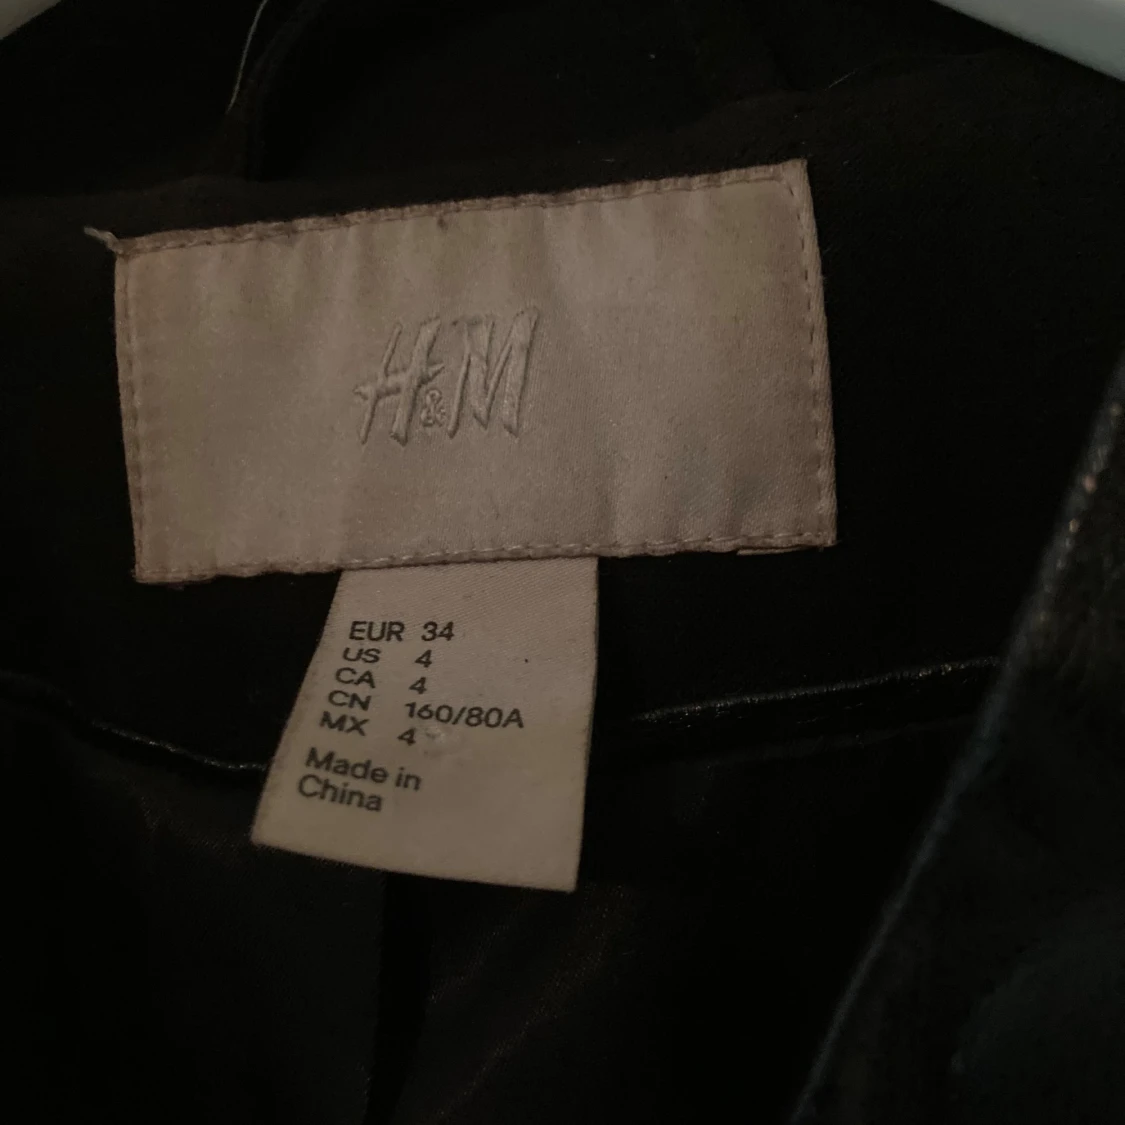 H&M
EUR 34
US 4
CA 4
CN 160/80A
MX 4
Made in
China